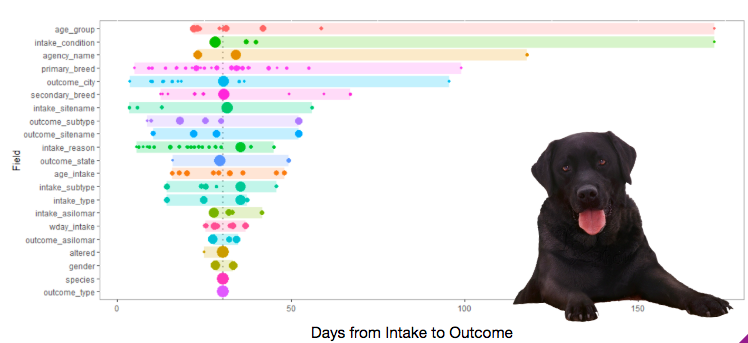 age_group
intake_condition
agency_name
primary_breed
outcome_city
secondary_breed
intake_sitename
outcome_subtype
outcome_sitename
intake_reason
outcome_state
age_intake
intake_subtype
intake_type
intake_asilomar
wday_intake
outcome_asilomar
altered
gender
species
outcome_type
Field
0 50 100 150
Days from Intake to Outcome